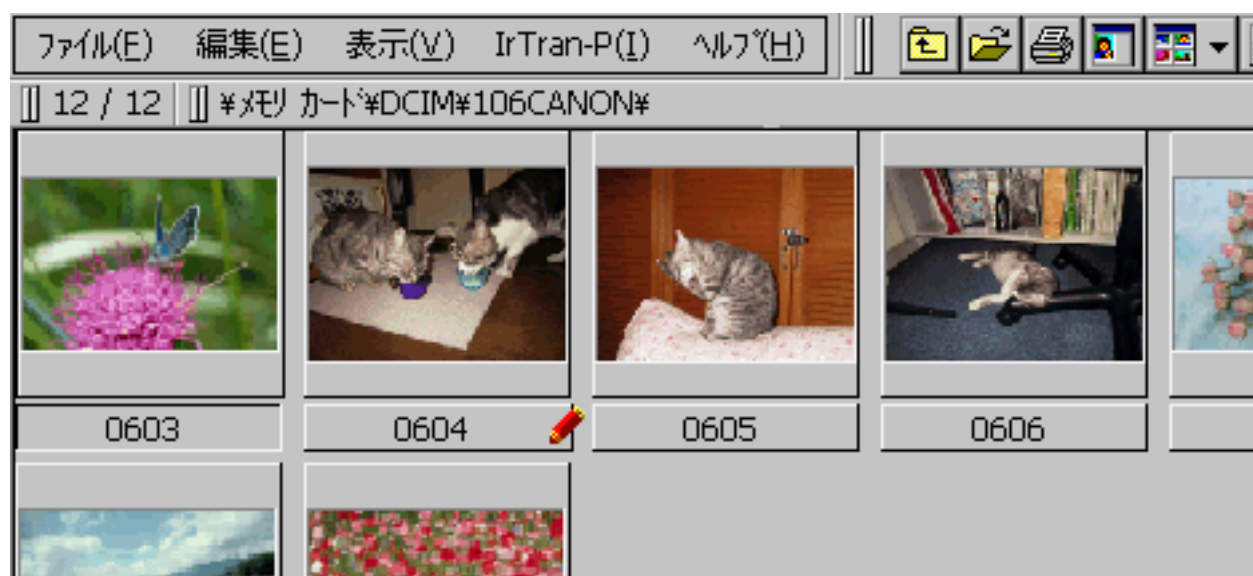 ﾌｧｲﾙ(F) 編集(E) 表示(V) IrTran-P(I) ﾍﾙﾌﾟ(H)
12 / 12 ¥ﾒﾓﾘ ｶｰﾄﾞ¥DCIM¥106CANON¥
0603 0604 0605 0606